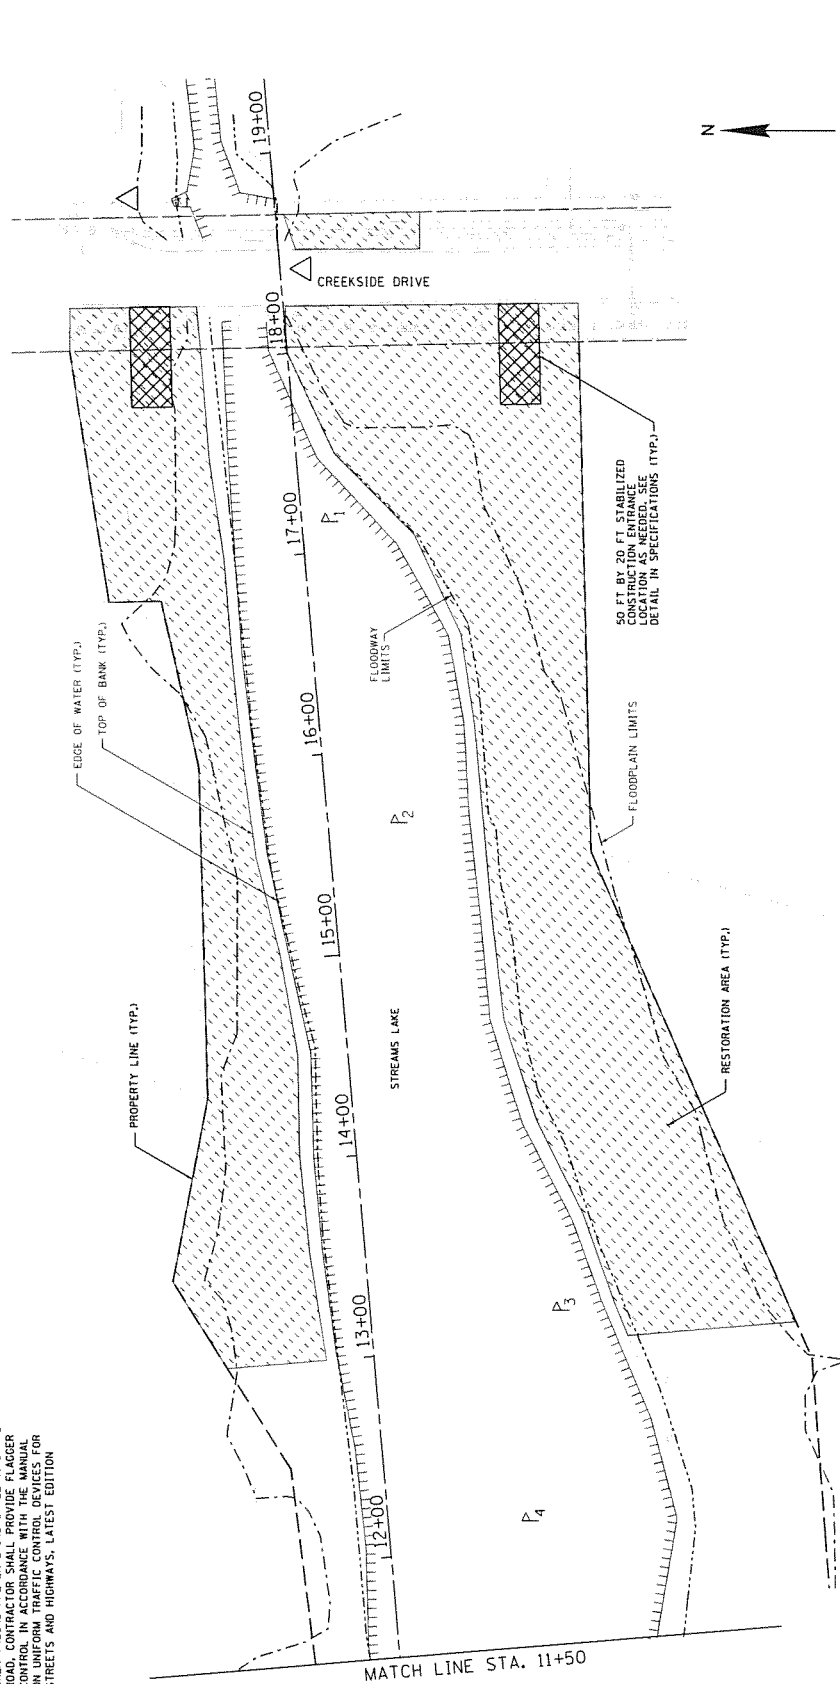 ROAD, CONTRACTOR SHALL PROVIDE FLAGGER
CONTROL IN ACCORDANCE WITH THE MANUAL
ON UNIFORM TRAFFIC CONTROL DEVICES FOR
STREETS AND HIGHWAYS, LATEST EDITION
PROPERTY LINE (TYP.)
EDGE OF WATER (TYP.)
TOP OF BANK (TYP.)
N
12+00
13+00
14+00
15+00
16+00
17+00
18+00
19+00
CREEKSIDE DRIVE
P1
P2
P3
P4
STREAMS LAKE
FLOODWAY
LIMITS
50 FT BY 20 FT STABILIZED
CONSTRUCTION ENTRANCE
LOCATION AS NEEDED, SEE
DETAIL IN SPECIFICATIONS (TYP.)
FLOODPLAIN LIMITS
RESTORATION AREA (TYP.)
MATCH LINE STA. 11+50